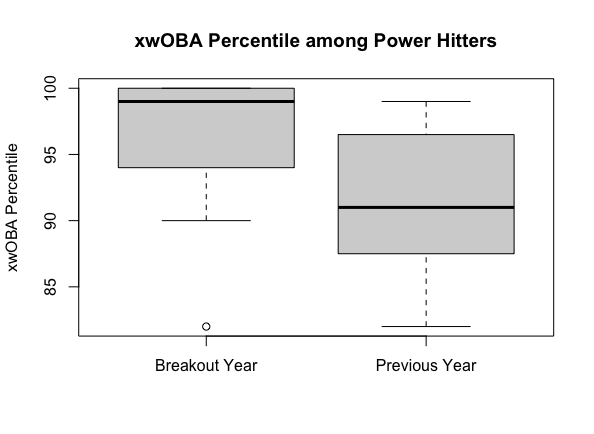 xwOBA Percentile among Power Hitters
xwOBA Percentile
100
95
90
85
Breakout Year
Previous Year